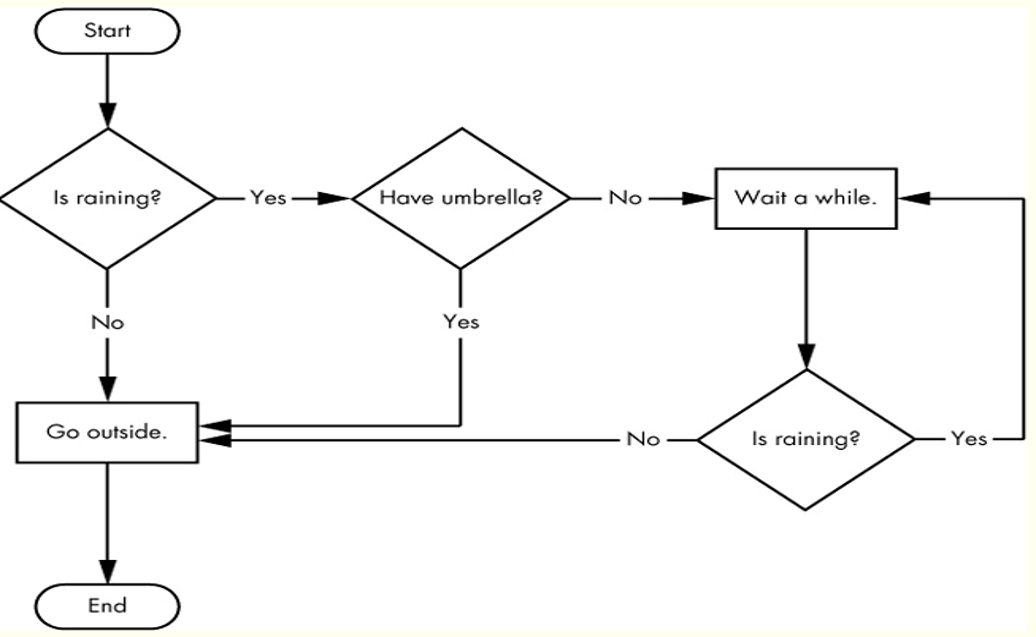 Start
Is raining?
Yes
Have umbrella?
No
Wait a while.
No
Yes
Go outside.
No
Is raining?
Yes
End